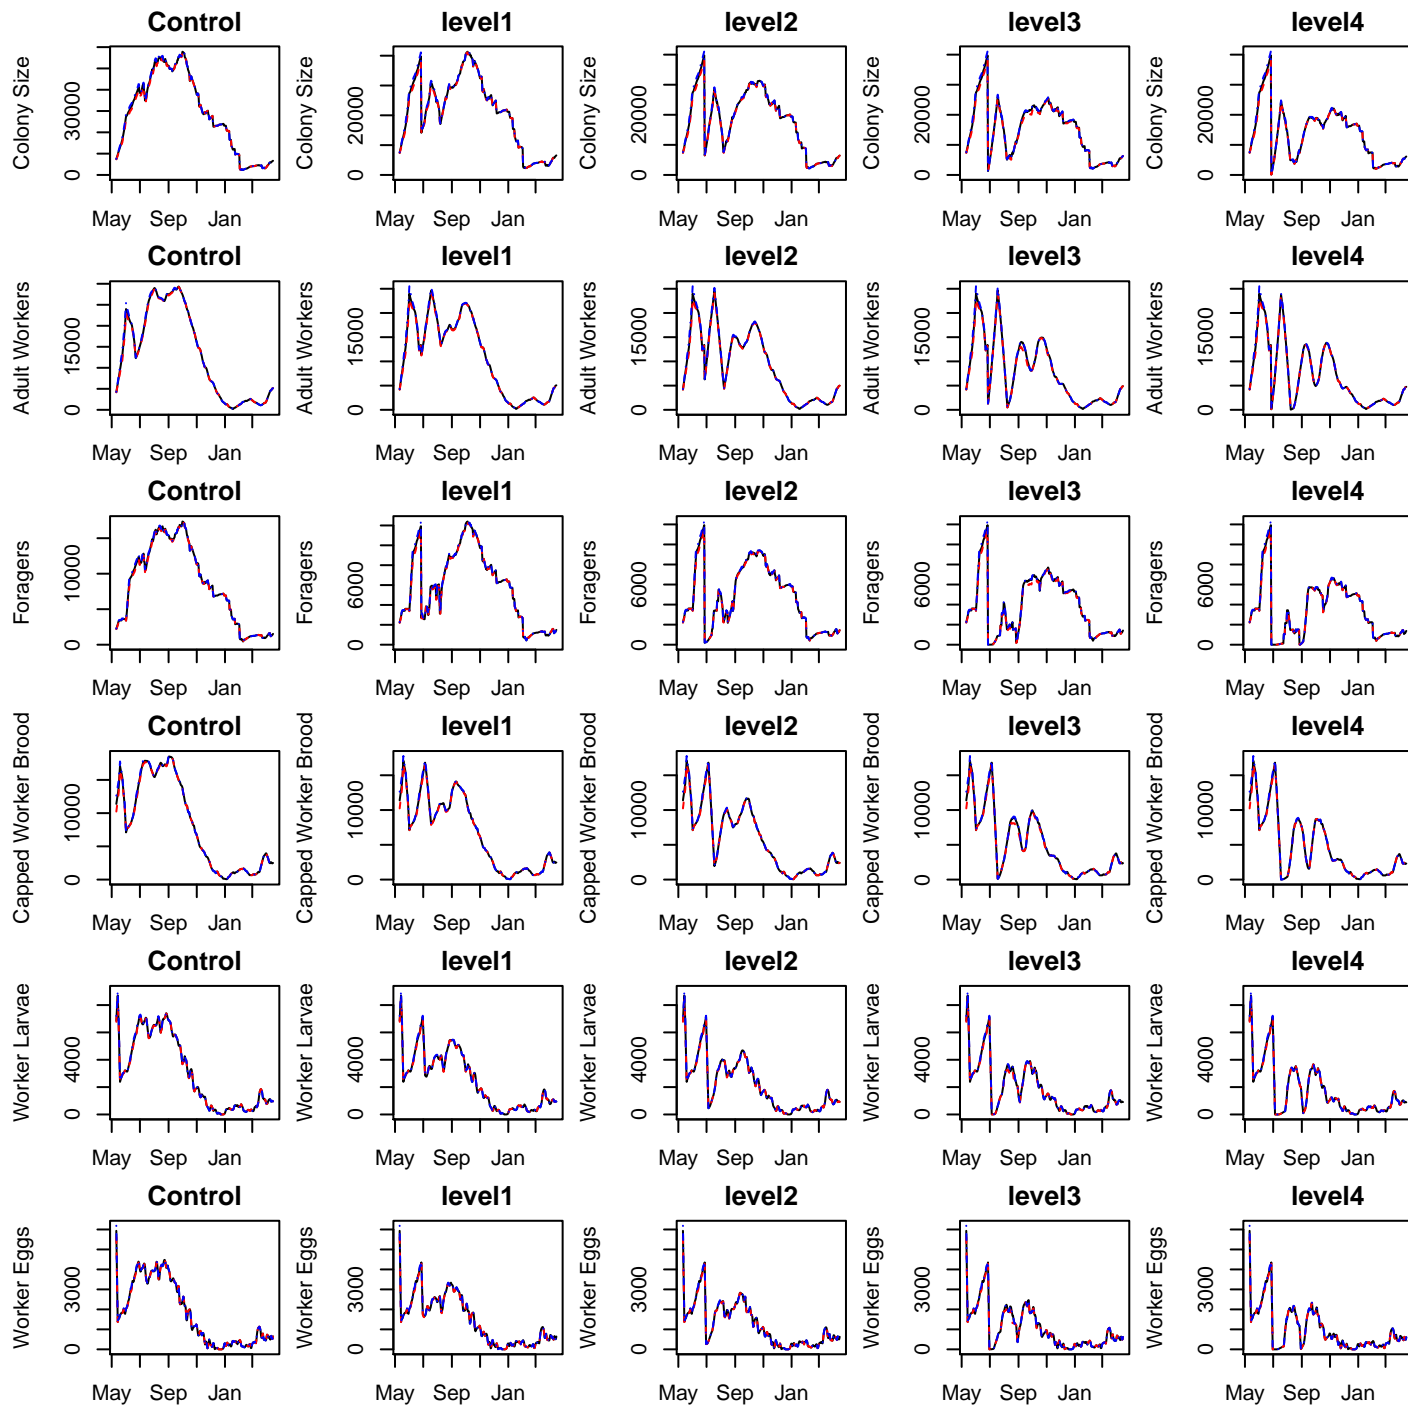 Control level1 level2 level3 level4
Colony Size Colony Size Colony Size Colony Size Colony Size
0 30000 0 20000 0 20000 0 20000 0 20000
May Sep Jan May Sep Jan May Sep Jan May Sep Jan May Sep Jan
Control level1 level2 level3 level4
Adult Workers Adult Workers Adult Workers Adult Workers Adult Workers
0 15000 0 15000 0 15000 0 15000 0 15000
May Sep Jan May Sep Jan May Sep Jan May Sep Jan May Sep Jan
Control level1 level2 level3 level4
Foragers Foragers Foragers Foragers Foragers
0 10000 0 6000 0 6000 0 6000 0 6000
May Sep Jan May Sep Jan May Sep Jan May Sep Jan May Sep Jan
Control level1 level2 level3 level4
Capped Worker Brood Capped Worker Brood Capped Worker Brood Capped Worker Brood Capped Worker Brood
0 10000 0 10000 0 10000 0 10000 0 10000
May Sep Jan May Sep Jan May Sep Jan May Sep Jan May Sep Jan
Control level1 level2 level3 level4
Worker Larvae Worker Larvae Worker Larvae Worker Larvae Worker Larvae
0 4000 0 4000 0 4000 0 4000 0 4000
May Sep Jan May Sep Jan May Sep Jan May Sep Jan May Sep Jan
Control level1 level2 level3 level4
Worker Eggs Worker Eggs Worker Eggs Worker Eggs Worker Eggs
0 3000 0 3000 0 3000 0 3000 0 3000
May Sep Jan May Sep Jan May Sep Jan May Sep Jan May Sep Jan